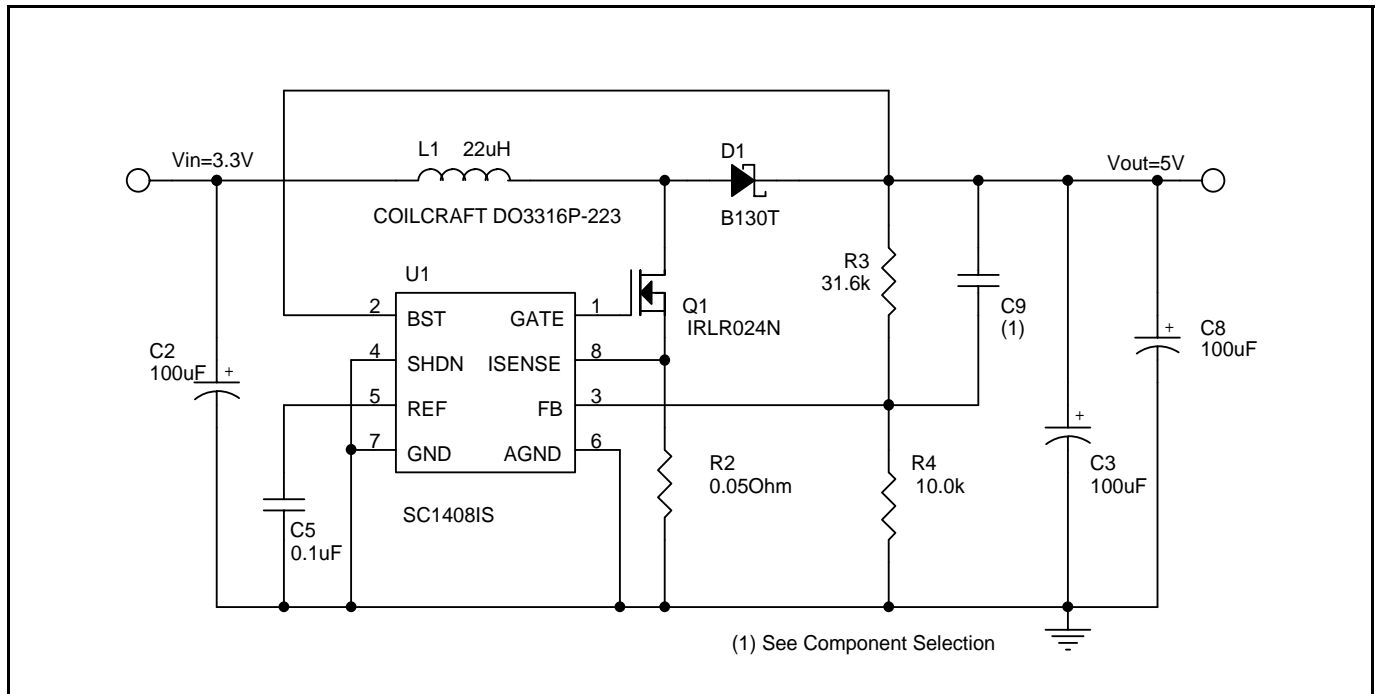 L1 22uH
D1
Vin=3.3V
Vout=5V
COILCRAFT DO3316P-223
B130T
U1
R3
31.6k
2 BST GATE 1
Q1
IRLR024N
C9
(1)
C8
100uF
C2
100uF
+
+
4 SHDN ISENSE 8
5 REF FB 3
+
7 GND AGND 6
R2
0.05Ohm
R4
10.0k
C3
100uF
SC1408IS
C5
0.1uF
(1) See Component Selection